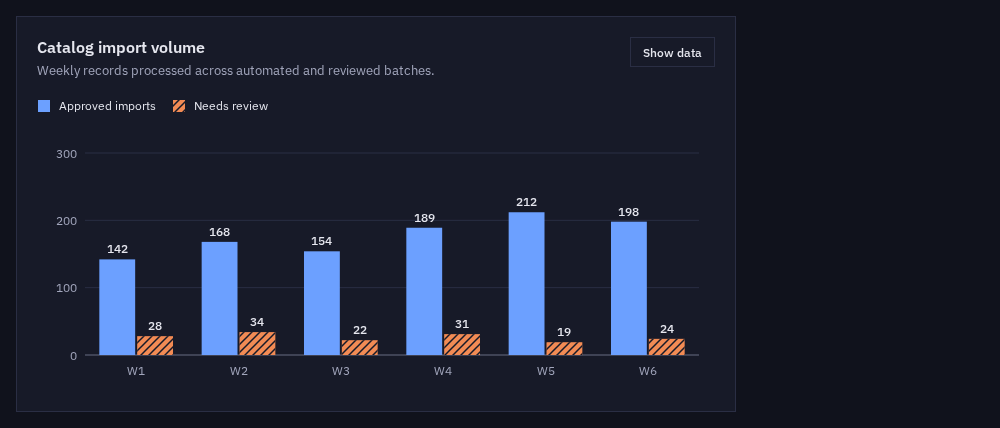 Catalog import volume
Show data
Weekly records processed across automated and reviewed batches.
Approved imports
Needs review
300
200
100
0
142
28
168
34
154
22
189
31
212
19
198
24
W1
W2
W3
W4
W5
W6